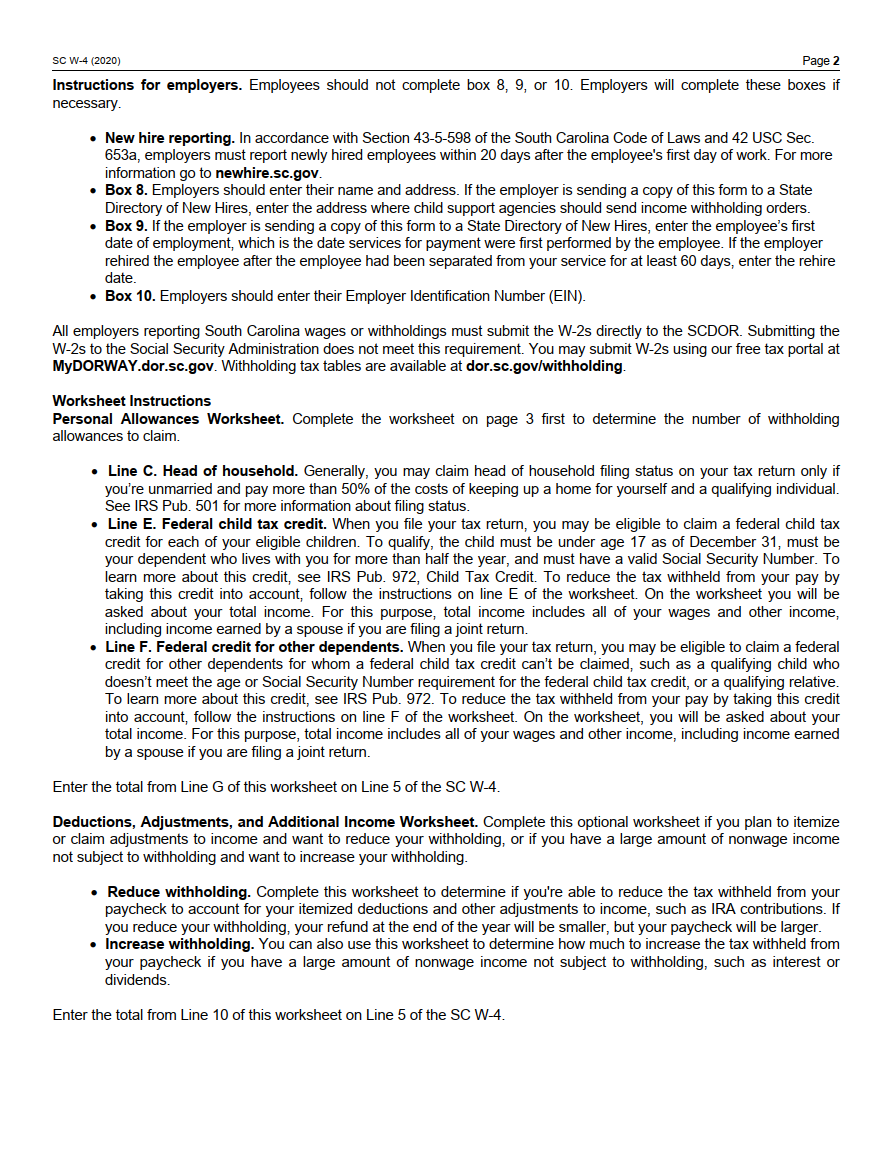 SC W-4 (2020) Page 2
Instructions for employers. Employees should not complete box 8, 9, or 10. Employers will complete these boxes if
necessary.
• New hire reporting. In accordance with Section 43-5-598 of the South Carolina Code of Laws and 42 USC Sec.
653a, employers must report newly hired employees within 20 days after the employee's first day of work. For more
information go to newhire.sc.gov.
• Box 8. Employers should enter their name and address. If the employer is sending a copy of this form to a State
Directory of New Hires, enter the address where child support agencies should send income withholding orders.
• Box 9. If the employer is sending a copy of this form to a State Directory of New Hires, enter the employee’s first
date of employment, which is the date services for payment were first performed by the employee. If the employer
rehired the employee after the employee had been separated from your service for at least 60 days, enter the rehire
date.
• Box 10. Employers should enter their Employer Identification Number (EIN).
All employers reporting South Carolina wages or withholdings must submit the W-2s directly to the SCDOR. Submitting the
W-2s to the Social Security Administration does not meet this requirement. You may submit W-2s using our free tax portal at
MyDORWAY.dor.sc.gov. Withholding tax tables are available at dor.sc.gov/withholding.
Worksheet Instructions
Personal Allowances Worksheet. Complete the worksheet on page 3 first to determine the number of withholding
allowances to claim.
• Line C. Head of household. Generally, you may claim head of household filing status on your tax return only if
you’re unmarried and pay more than 50% of the costs of keeping up a home for yourself and a qualifying individual.
See IRS Pub. 501 for more information about filing status.
• Line E. Federal child tax credit. When you file your tax return, you may be eligible to claim a federal child tax
credit for each of your eligible children. To qualify, the child must be under age 17 as of December 31, must be
your dependent who lives with you for more than half the year, and must have a valid Social Security Number. To
learn more about this credit, see IRS Pub. 972, Child Tax Credit. To reduce the tax withheld from your pay by
taking this credit into account, follow the instructions on line E of the worksheet. On the worksheet you will be
asked about your total income. For this purpose, total income includes all of your wages and other income,
including income earned by a spouse if you are filing a joint return.
• Line F. Federal credit for other dependents. When you file your tax return, you may be eligible to claim a federal
credit for other dependents for whom a federal child tax credit can’t be claimed, such as a qualifying child who
doesn’t meet the age or Social Security Number requirement for the federal child tax credit, or a qualifying relative.
To learn more about this credit, see IRS Pub. 972. To reduce the tax withheld from your pay by taking this credit
into account, follow the instructions on line F of the worksheet. On the worksheet, you will be asked about your
total income. For this purpose, total income includes all of your wages and other income, including income earned
by a spouse if you are filing a joint return.
Enter the total from Line G of this worksheet on Line 5 of the SC W-4.
Deductions, Adjustments, and Additional Income Worksheet. Complete this optional worksheet if you plan to itemize
or claim adjustments to income and want to reduce your withholding, or if you have a large amount of nonwage income
not subject to withholding and want to increase your withholding.
• Reduce withholding. Complete this worksheet to determine if you're able to reduce the tax withheld from your
paycheck to account for your itemized deductions and other adjustments to income, such as IRA contributions. If
you reduce your withholding, your refund at the end of the year will be smaller, but your paycheck will be larger.
• Increase withholding. You can also use this worksheet to determine how much to increase the tax withheld from
your paycheck if you have a large amount of nonwage income not subject to withholding, such as interest or
dividends.
Enter the total from Line 10 of this worksheet on Line 5 of the SC W-4.